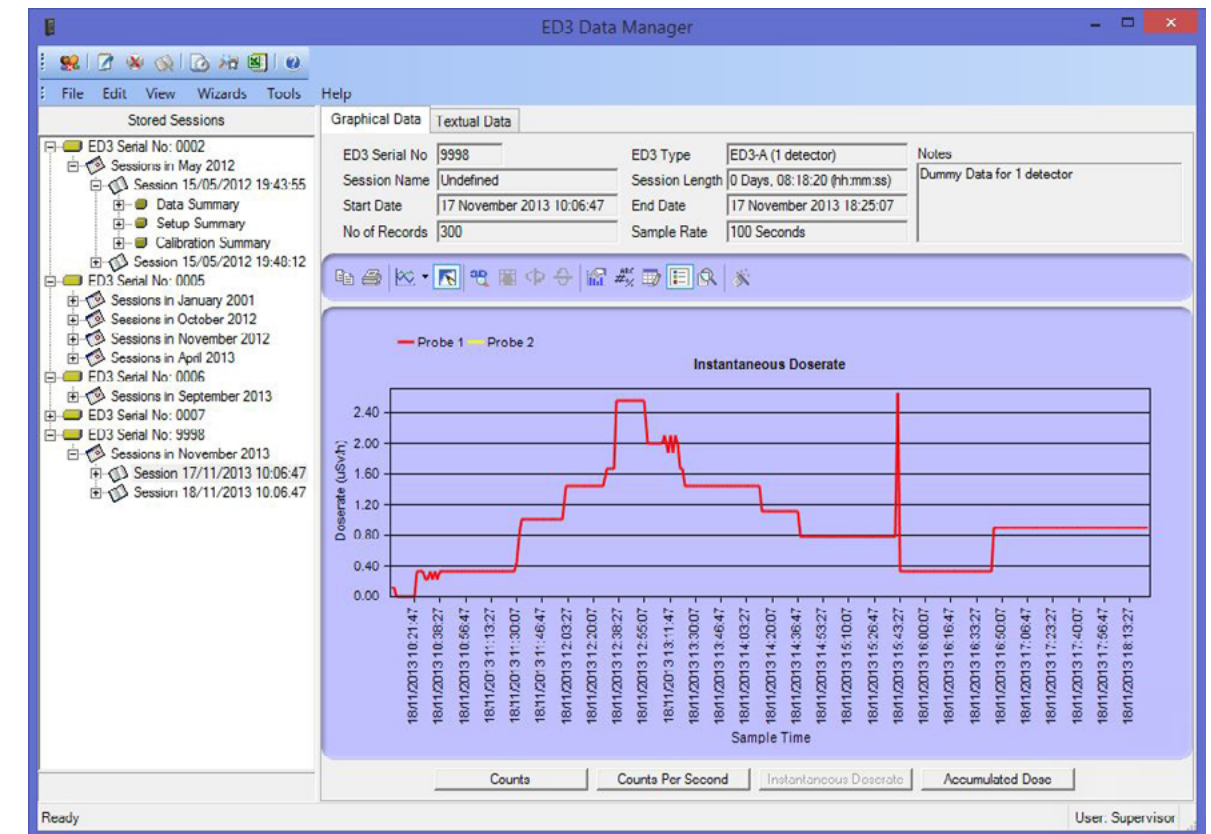 ED3 Data Manager
File Edit View Wizards Tools Help
Stored Sessions
ED3 Serial No: 0002
Sessions in May 2012
Session 15/05/2012 19:43:55
Data Summary
Setup Summary
Calibration Summary
Session 15/05/2012 19:48:12
ED3 Serial No: 0005
Sessions in January 2001
Sessions in October 2012
Sessions in November 2012
Sessions in April 2013
ED3 Serial No: 0006
Sessions in September 2013
ED3 Serial No: 0007
ED3 Serial No: 9998
Sessions in November 2013
Session 17/11/2013 10:06:47
Session 18/11/2013 10:06:47
Graphical Data Textual Data
ED3 Serial No 9998 ED3 Type ED3-A (1 detector) Notes
Session Name Undefined Session Length 0 Days, 08:18:20 (hh:mm:ss) Dummy Data for 1 detector
Start Date 17 November 2013 10:06:47 End Date 17 November 2013 18:25:07
No of Records 300 Sample Rate 100 Seconds
Probe 1 Probe 2
Instantaneous Doserate
Doserate (uSv.h)
2.40
2.00
1.60
1.20
0.80
0.40
0.00
18/11/2013 10:21:47
18/11/2013 10:38:27
18/11/2013 10:56:47
18/11/2013 11:13:27
18/11/2013 11:30:07
18/11/2013 11:46:47
18/11/2013 12:03:27
18/11/2013 12:20:07
18/11/2013 12:38:27
18/11/2013 12:55:07
18/11/2013 13:11:47
18/11/2013 13:30:07
18/11/2013 13:46:47
18/11/2013 14:03:27
18/11/2013 14:20:07
18/11/2013 14:36:47
18/11/2013 14:53:27
18/11/2013 15:10:07
18/11/2013 15:26:47
18/11/2013 15:43:27
18/11/2013 16:00:07
18/11/2013 16:16:47
18/11/2013 16:33:27
18/11/2013 16:50:07
18/11/2013 17:06:47
18/11/2013 17:23:27
18/11/2013 17:40:07
18/11/2013 17:56:47
18/11/2013 18:13:27
Sample Time
Counts Counts Per Second Instantaneous Doserate Accumulated Dose
Ready User: Supervisor